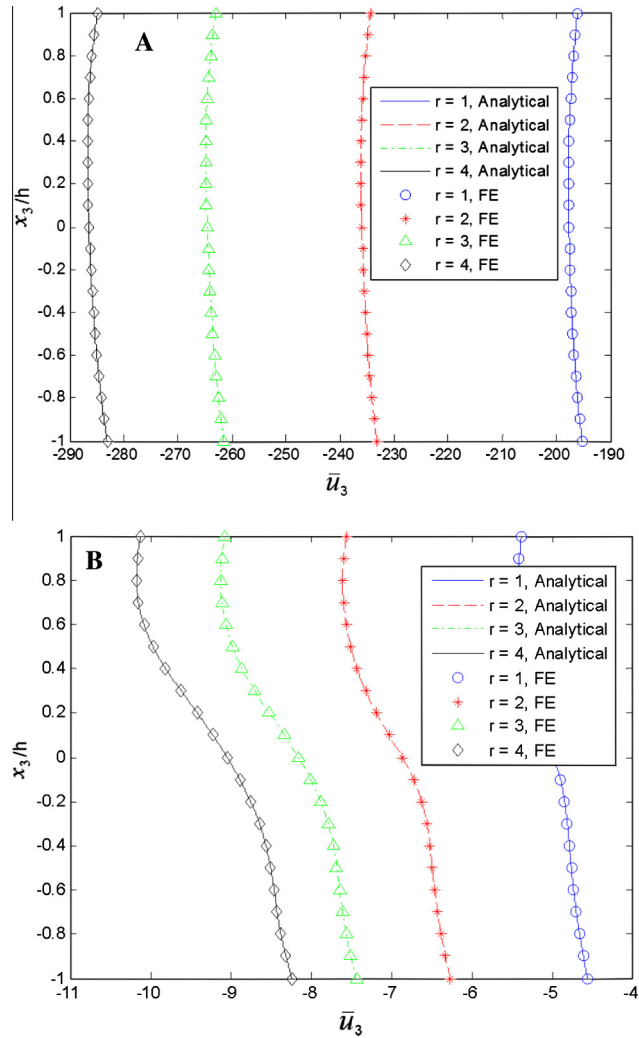 A
1
0.8
0.6
0.4
0.2
0
-0.2
-0.4
-0.6
-0.8
-1
x₃/h
r = 1, Analytical
r = 2, Analytical
r = 3, Analytical
r = 4, Analytical
r = 1, FE
r = 2, FE
r = 3, FE
r = 4, FE
-290 -280 -270 -260 -250 -240 -230 -220 -210 -200 -190
ū₃
B
1
0.8
0.6
0.4
0.2
0
-0.2
-0.4
-0.6
-0.8
-1
x₃/h
r = 1, Analytical
r = 2, Analytical
r = 3, Analytical
r = 4, Analytical
r = 1, FE
r = 2, FE
r = 3, FE
r = 4, FE
-11 -10 -9 -8 -7 -6 -5 -4
ū₃